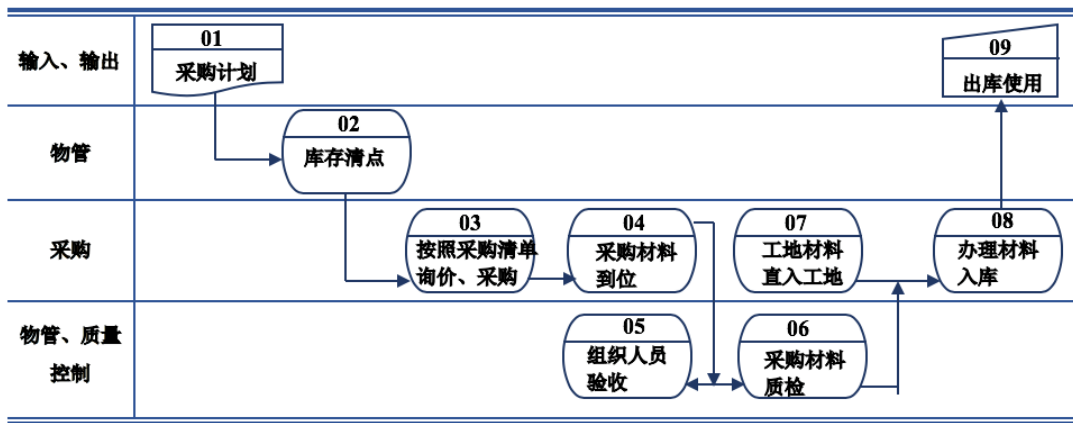 输入、输出
01
采购计划
09
出库使用
物管
02
库存清点
采购
03
按照采购清单
询价、采购
04
采购材料
到位
07
工地材料
直入工地
08
办理材料
入库
物管、质量
控制
05
组织人员
验收
06
采购材料
质检